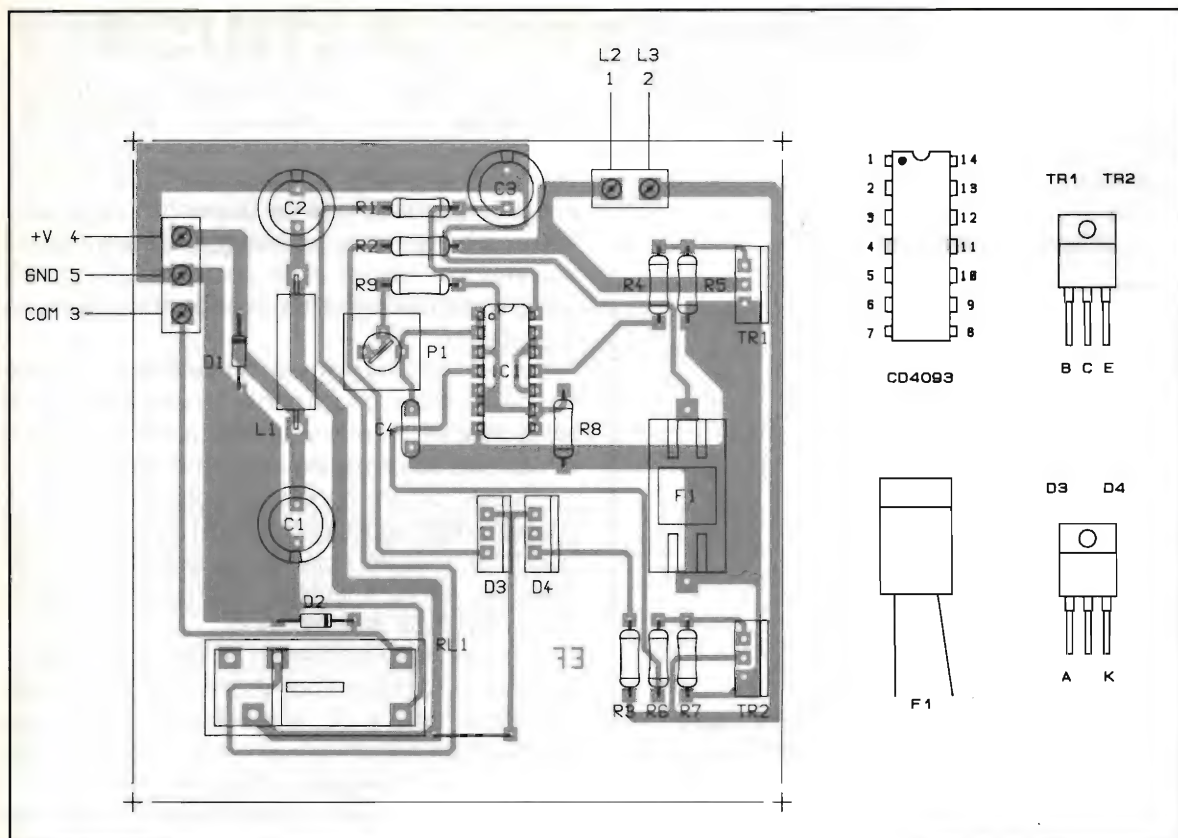 L2 L3
1 2
+V 4
GND 5
COM 3
C2
C3
R1
R2
R9
P1
D1
L1
C4
IC1
R4 R5
TR1
R8
F1
C1
D3 D4
D2
RL1
R3 R6 R7 TR2
1 14
2 13
3 12
4 11
5 10
6 9
7 8
CD4093
TR1 TR2
B C E
F1
D3 D4
A K